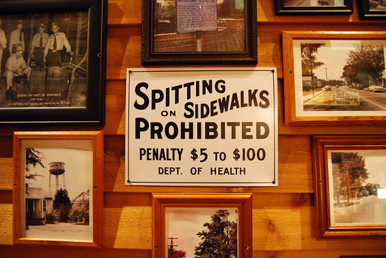 SPITTING
ON SIDEWALKS
PROHIBITED
PENALTY $5 TO $100
DEPT. OF HEALTH